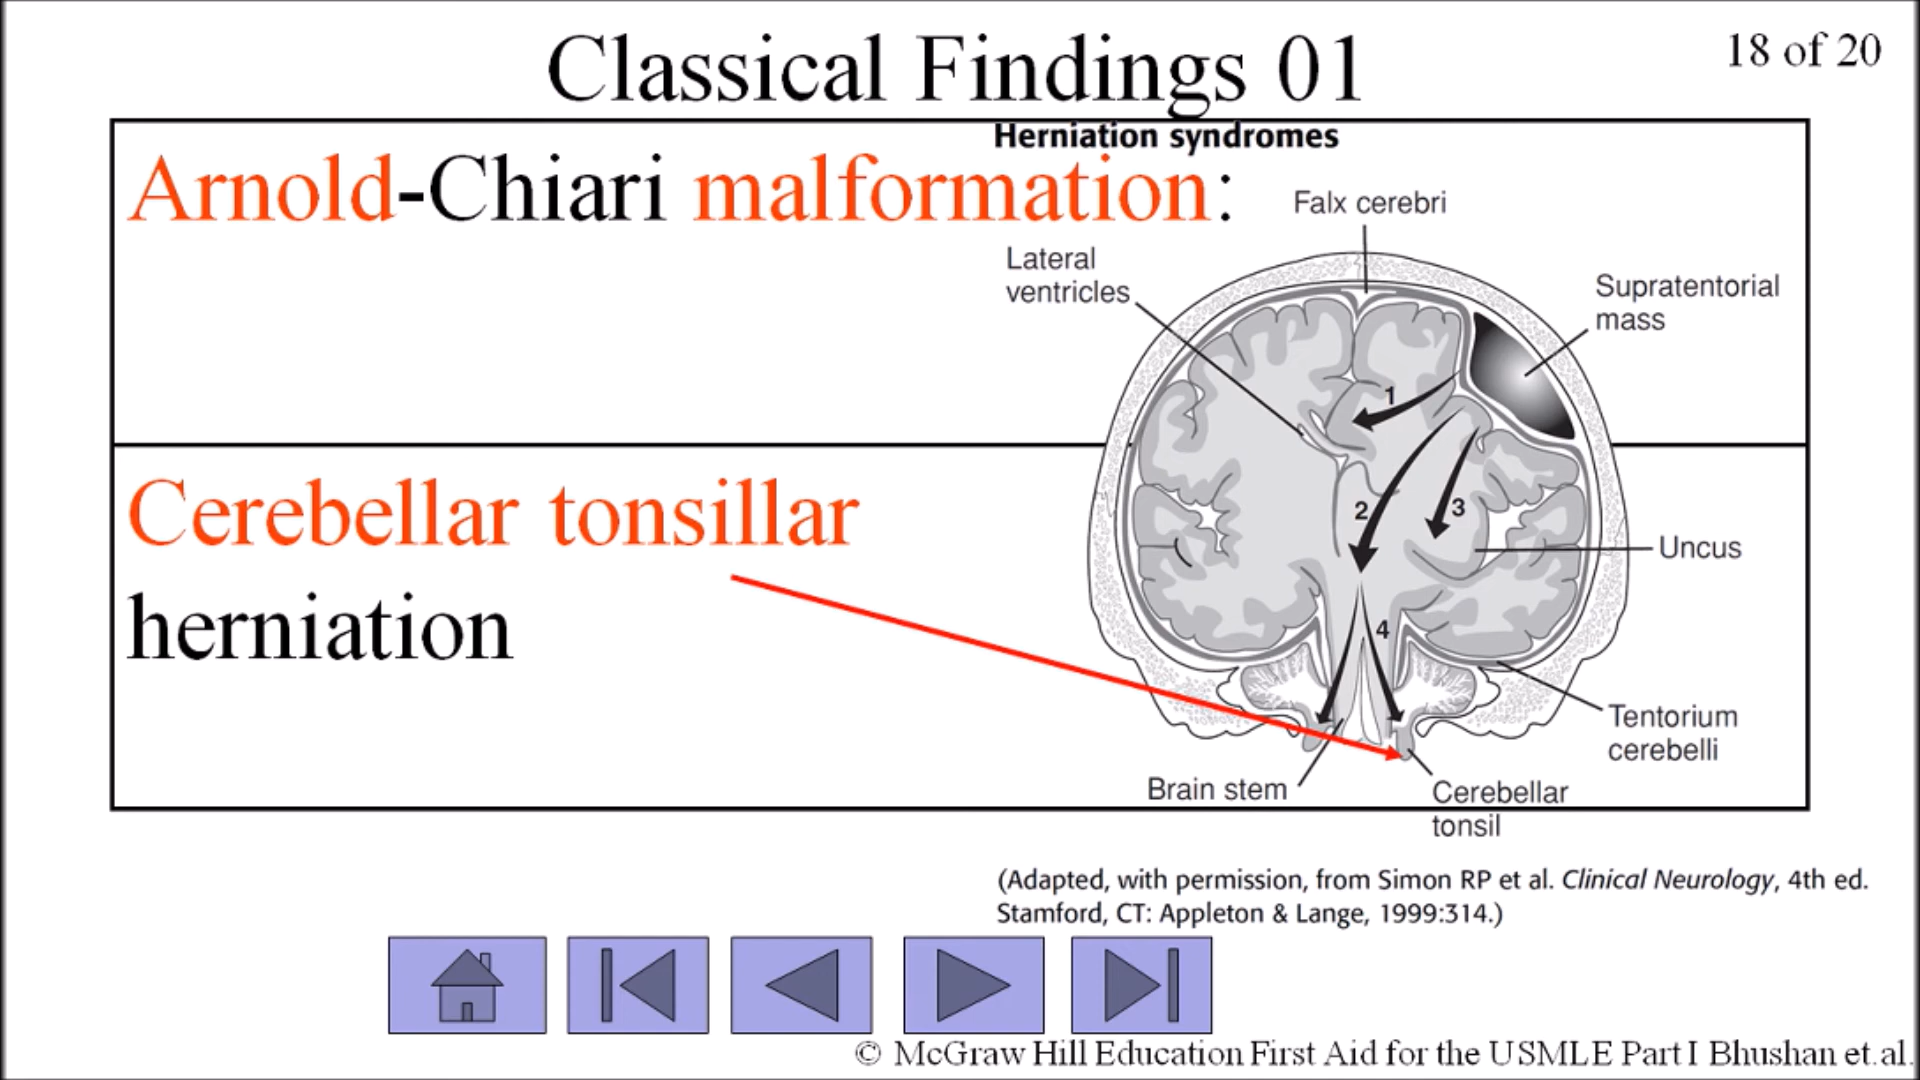 Classical Findings 01
18 of 20
Herniation syndromes
Arnold-Chiari malformation:
Falx cerebri
Lateral
ventricles
Supratentorial
mass
1
2
3
Cerebellar tonsillar
herniation
Uncus
4
Tentorium
cerebelli
Brain stem
Cerebellar
tonsil
(Adapted, with permission, from Simon RP et al. Clinical Neurology, 4th ed.
Stamford, CT: Appleton & Lange, 1999:314.)
© McGraw Hill Education First Aid for the USMLE Part I Bhushan et.al.